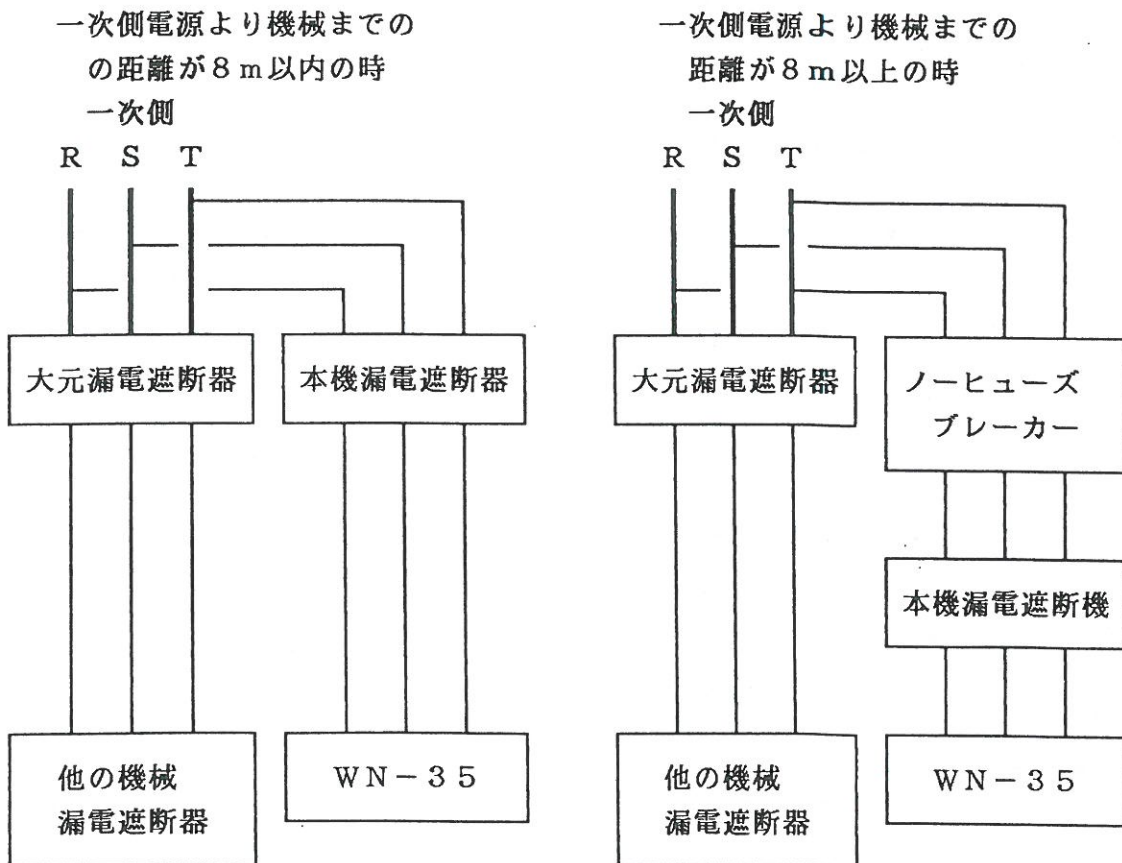 一次側電源より機械までの
の距離が８ｍ以内の時
一次側
R S T
大元漏電遮断器
本機漏電遮断器
他の機械
漏電遮断器
WN−35
一次側電源より機械までの
距離が８ｍ以上の時
一次側
R S T
大元漏電遮断器
ノーヒューズ
ブレーカー
本機漏電遮断機
他の機械
漏電遮断器
WN−35